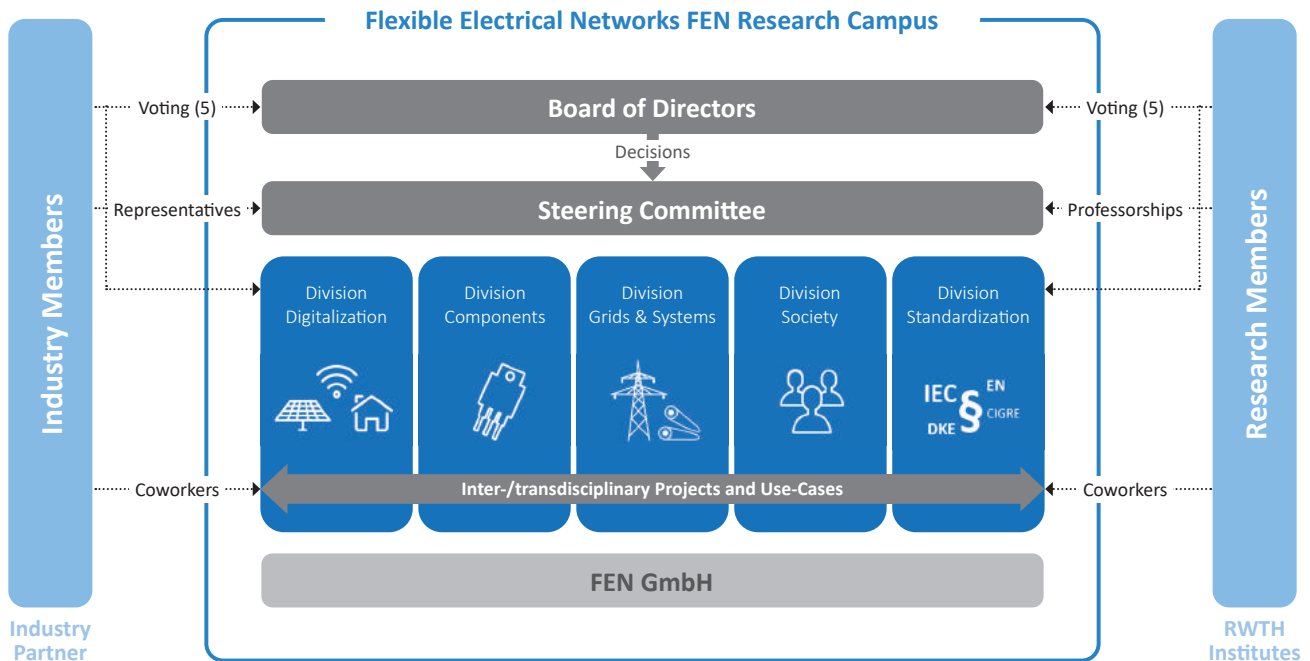 Flexible Electrical Networks FEN Research Campus
Industry Members
Industry
Partner
Voting (5)
Board of Directors
Voting (5)
Decisions
Representatives
Steering Committee
Professorships
Division
Digitalization
Division
Components
Division
Grids & Systems
Division
Society
Division
Standardization
IEC
EN
§
CIGRE
DKE
Coworkers
Inter-/transdisciplinary Projects and Use-Cases
Coworkers
FEN GmbH
Research Members
RWTH
Institutes